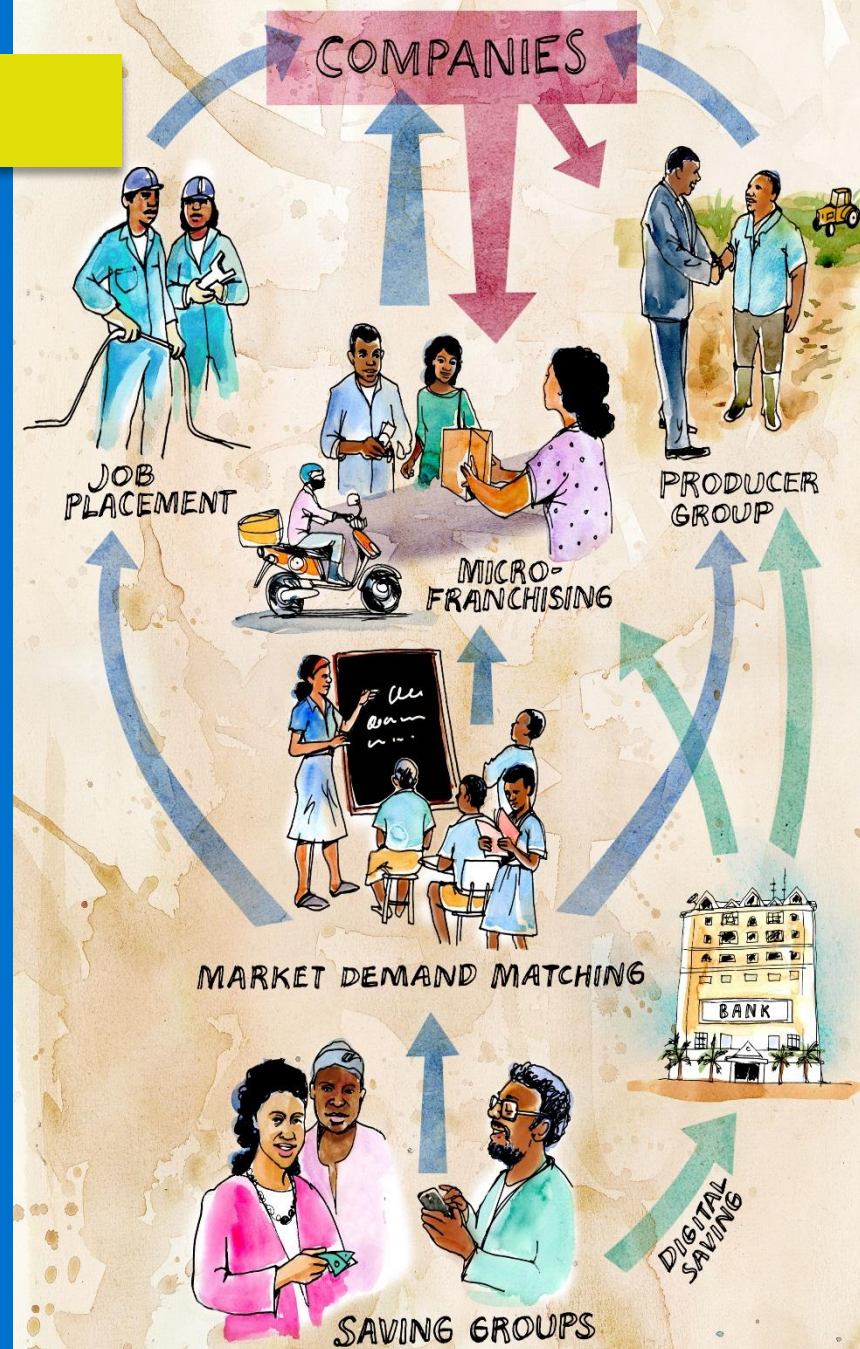 COMPANIES
JOB
PLACEMENT
PRODUCER
GROUP
MICRO-
FRANCHISING
MARKET DEMAND MATCHING
BANK
DIGITAL
SAVING
SAVING GROUPS